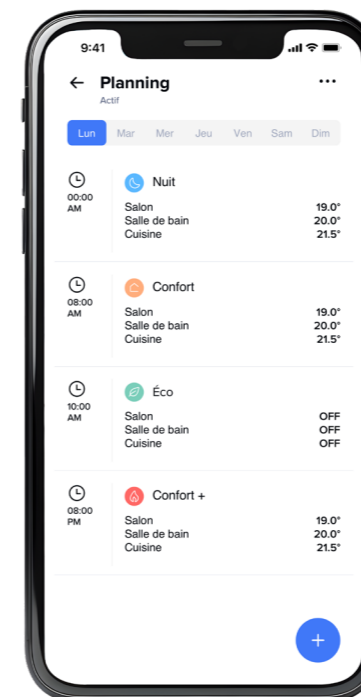 9:41
Planning
Actif
Lun Mar Mer Jeu Ven Sam Dim
00:00 AM
Nuit
Salon 19.0°
Salle de bain 20.0°
Cuisine 21.5°
08:00 AM
Confort
Salon 19.0°
Salle de bain 20.0°
Cuisine 21.5°
10:00 AM
Éco
Salon OFF
Salle de bain OFF
Cuisine OFF
08:00 PM
Confort +
Salon 19.0°
Salle de bain 20.0°
Cuisine 21.5°